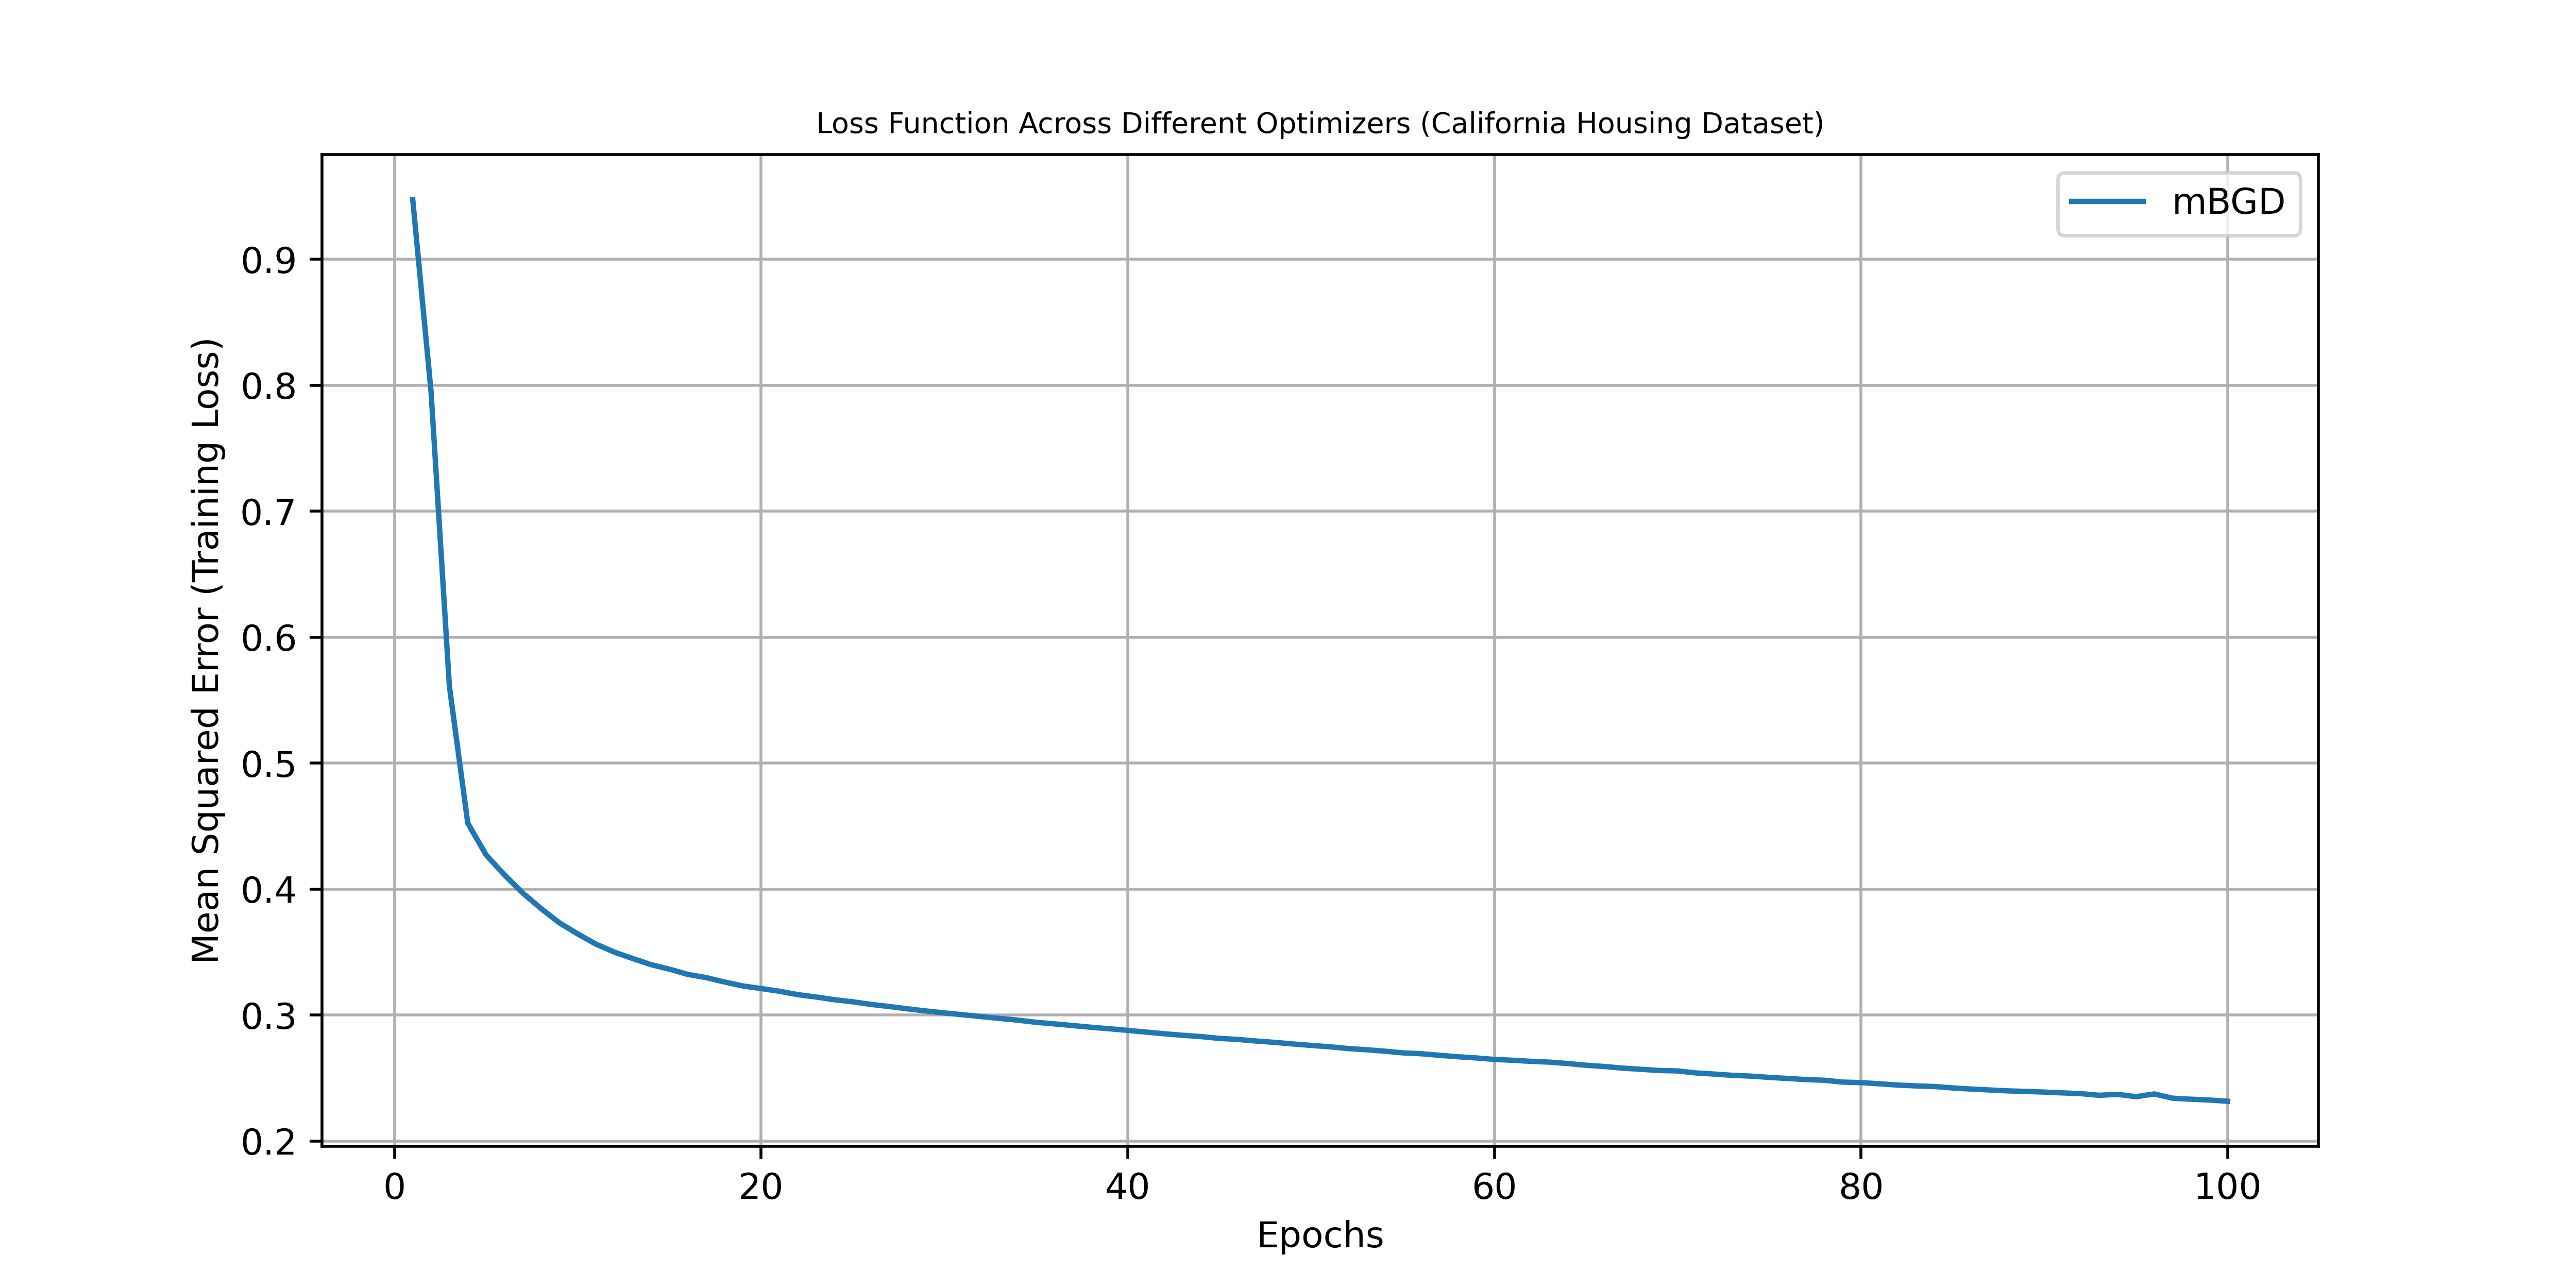 Loss Function Across Different Optimizers (California Housing Dataset)
mBGD
Mean Squared Error (Training Loss)
0.9
0.8
0.7
0.6
0.5
0.4
0.3
0.2
0 20 40 60 80 100
Epochs